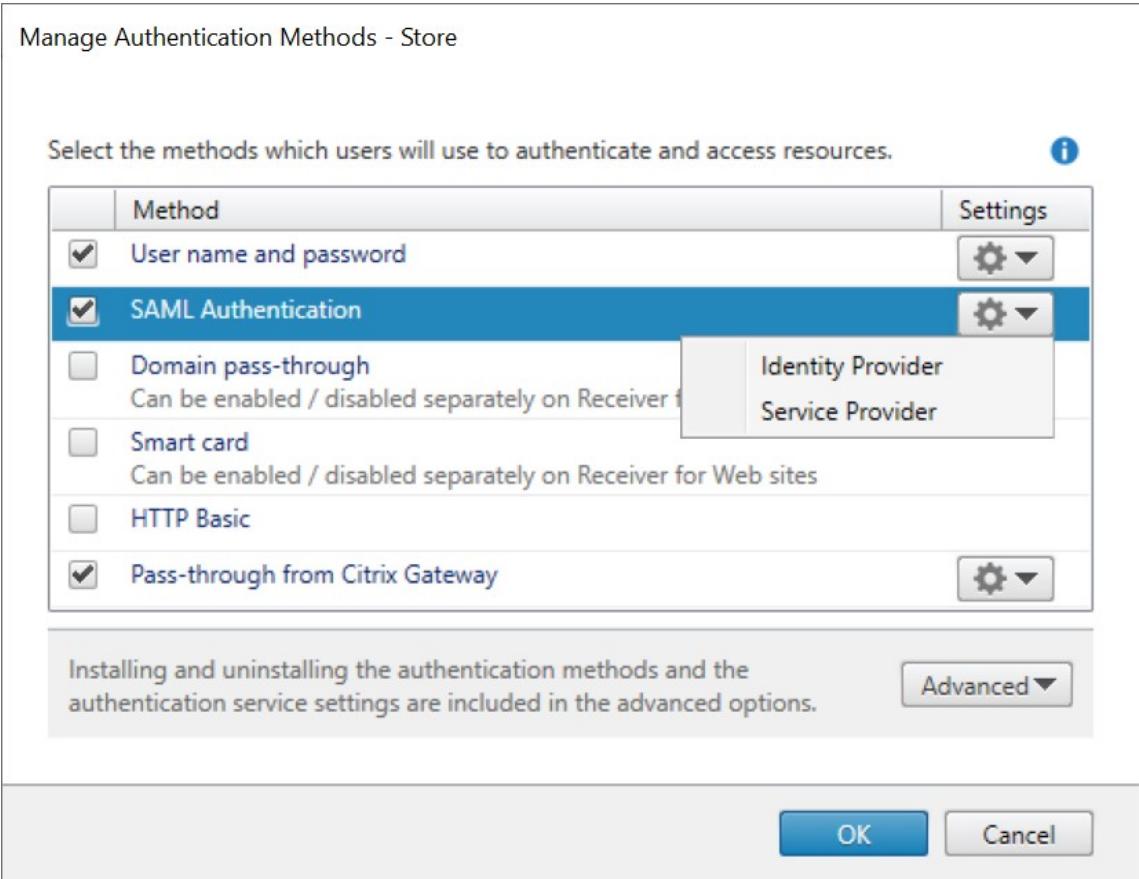 Manage Authentication Methods - Store
Select the methods which users will use to authenticate and access resources.
Method Settings
User name and password
SAML Authentication
Identity Provider
Service Provider
Domain pass-through
Can be enabled / disabled separately on Receiver
Smart card
Can be enabled / disabled separately on Receiver for Web sites
HTTP Basic
Pass-through from Citrix Gateway
Installing and uninstalling the authentication methods and the
authentication service settings are included in the advanced options.
Advanced
OK Cancel